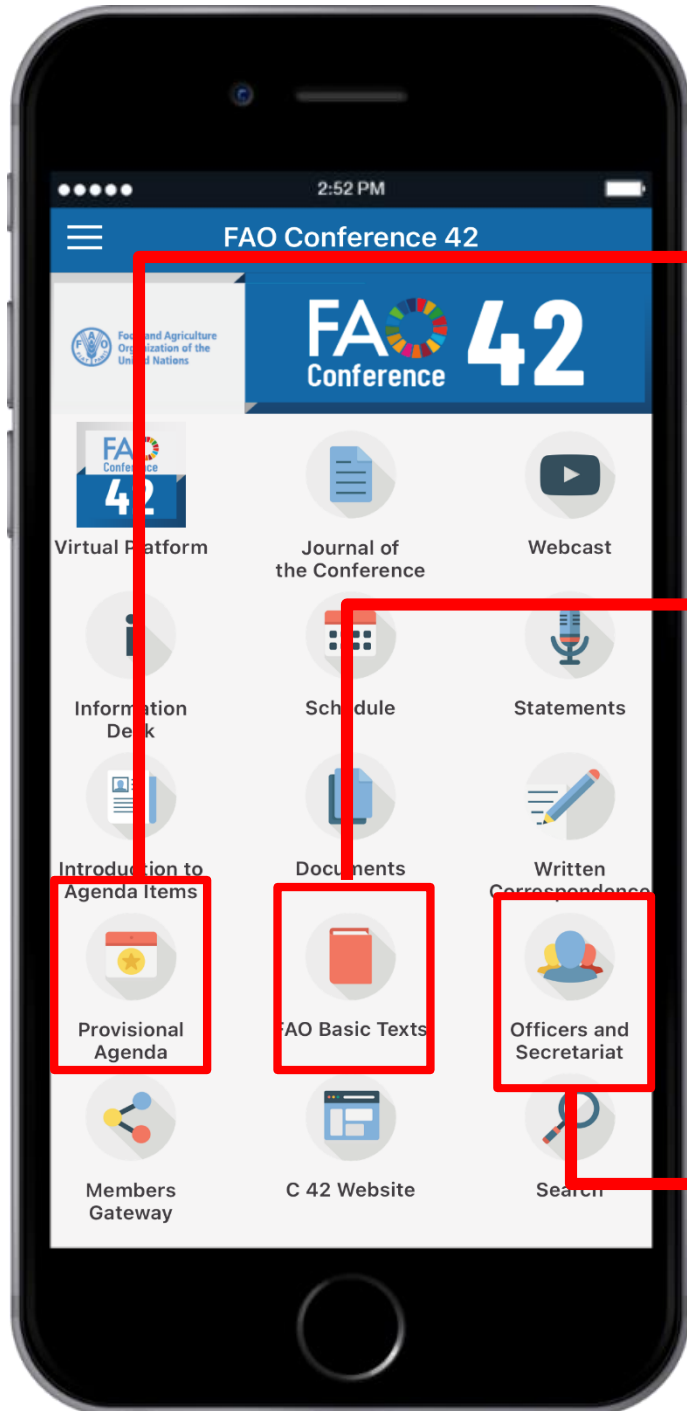 2:52 PM
FAO Conference 42
Food and Agriculture
Organization of the
United Nations
FAO 42
Conference
FAO
Conference
42
Virtual Platform
Journal of
the Conference
Webcast
Information
Desk
Schedule
Statements
Introduction to
Agenda Items
Documents
Written
Correspondence
Provisional
Agenda
FAO Basic Texts
Officers and
Secretariat
Members
Gateway
C 42 Website
Search